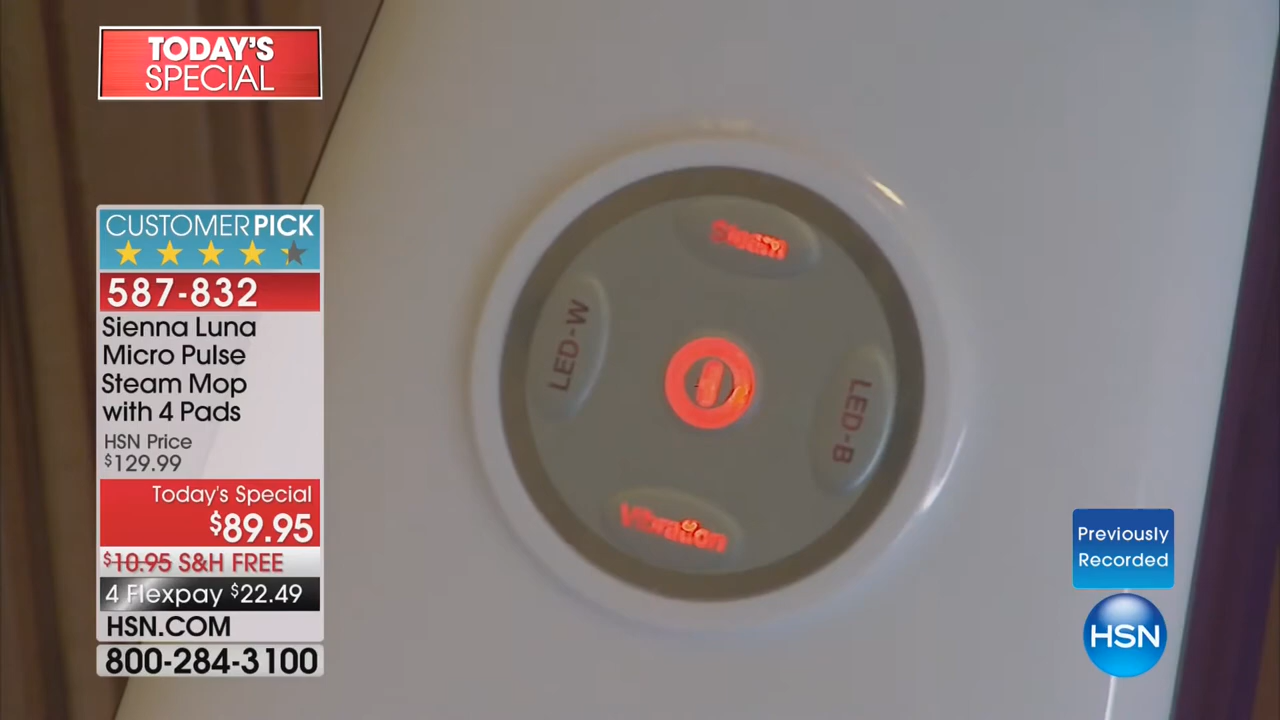 TODAY'S
SPECIAL
CUSTOMERPICK
587-832
Sienna Luna
Micro Pulse
Steam Mop
with 4 Pads
HSN Price
$129.99
Today's Special
$89.95
$10.95 S&H FREE
4 Flexpay $22.49
HSN.COM
800-284-3100
Steam
LED-W
LED-B
Vibration
Previously
Recorded
HSN